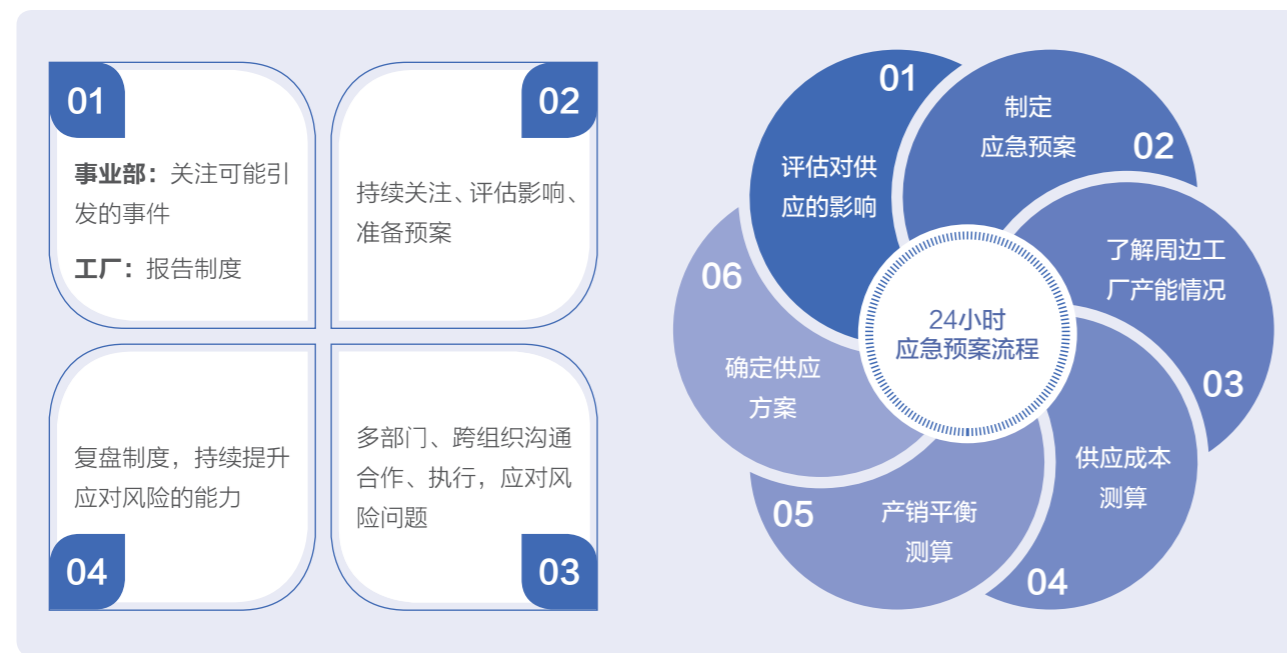 01
事业部：关注可能引
发的事件
工厂：报告制度
02
持续关注、评估影响、
准备预案
03
多部门、跨组织沟通
合作、执行，应对风
险问题
04
复盘制度，持续提升
应对风险的能力
24小时
应急预案流程
01
评估对供
应的影响
02
制定
应急预案
03
了解周边工
厂产能情况
04
供应成本
测算
05
产销平衡
测算
06
确定供应
方案